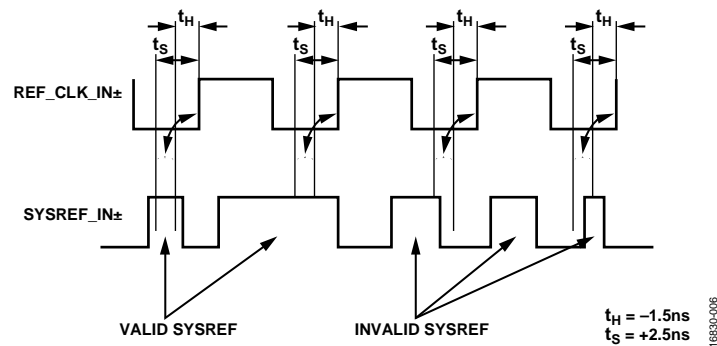 tH tH tH tH
tS tS tS tS
REF_CLK_IN±
SYSREF_IN±
VALID SYSREF INVALID SYSREF
tH = –1.5ns
tS = +2.5ns
16830-006